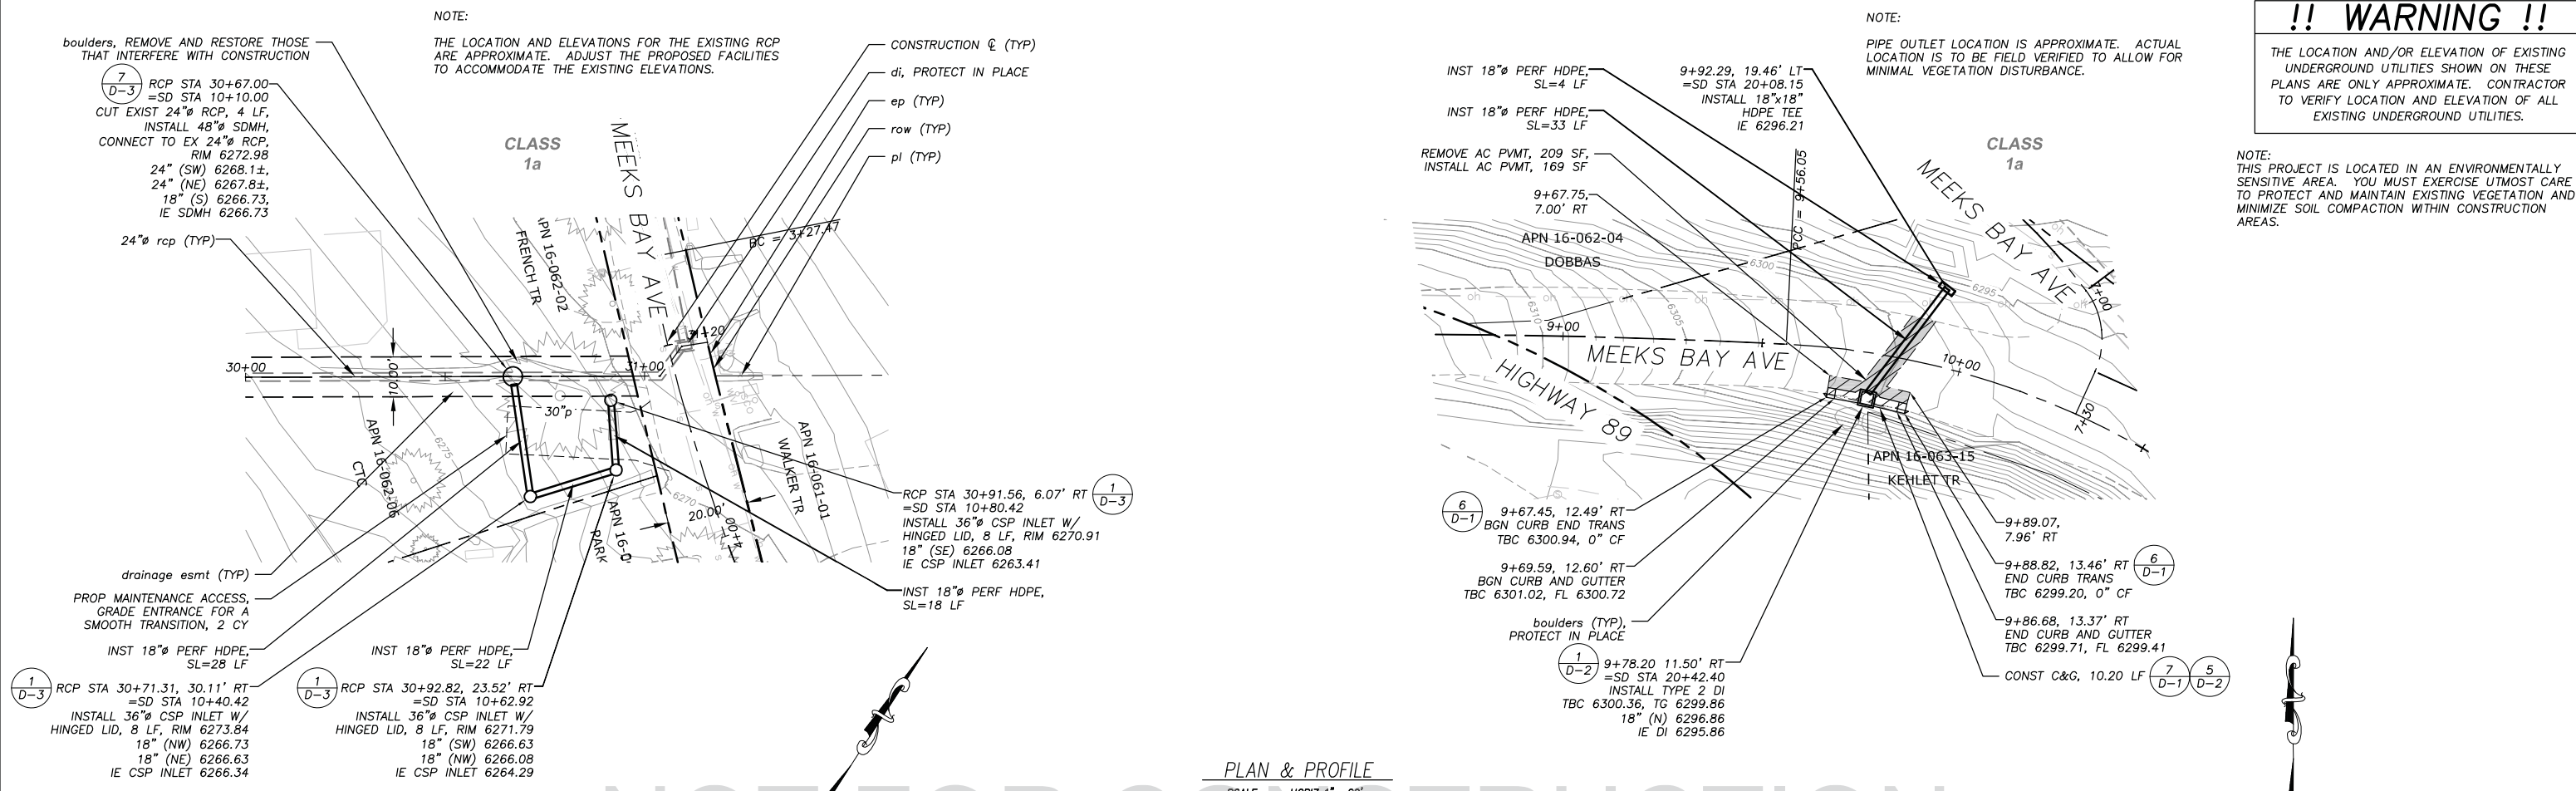 NOTE:
THE LOCATION AND ELEVATIONS FOR THE EXISTING RCP
ARE APPROXIMATE. ADJUST THE PROPOSED FACILITIES
TO ACCOMMODATE THE EXISTING ELEVATIONS.
boulders, REMOVE AND RESTORE THOSE
THAT INTERFERE WITH CONSTRUCTION
7
D-3
RCP STA 30+67.00
=SD STA 10+10.00
CUT EXIST 24"ø RCP, 4 LF,
INSTALL 48"ø SDMH,
CONNECT TO EX 24"ø RCP,
RIM 6272.98
24" (SW) 6268.1±,
24" (NE) 6267.8±,
18" (S) 6266.73,
IE SDMH 6266.73
24"ø rcp (TYP)
CLASS
1a
CONSTRUCTION ℄ (TYP)
di, PROTECT IN PLACE
ep (TYP)
row (TYP)
pl (TYP)
MEEKS BAY AVE
APN 16-062-02
FRENCH TR
BC = 3+27.47
31+20
31+00
30+00
10.00'
30"p
6275
APN 16-062-06
CTC
6270
20.00'
4+00
PARK
APN 16-061-01
WALKER TR
RCP STA 30+91.56, 6.07' RT
=SD STA 10+80.42
INSTALL 36"ø CSP INLET W/
HINGED LID, 8 LF, RIM 6270.91
18" (SE) 6266.08
IE CSP INLET 6263.41
1
D-3
INST 18"ø PERF HDPE,
SL=18 LF
drainage esmt (TYP)
PROP MAINTENANCE ACCESS,
GRADE ENTRANCE FOR A
SMOOTH TRANSITION, 2 CY
INST 18"ø PERF HDPE,
SL=28 LF
1
D-3
RCP STA 30+71.31, 30.11' RT
=SD STA 10+40.42
INSTALL 36"ø CSP INLET W/
HINGED LID, 8 LF, RIM 6273.84
18" (NW) 6266.73
18" (NE) 6266.63
IE CSP INLET 6266.34
INST 18"ø PERF HDPE,
SL=22 LF
1
D-3
RCP STA 30+92.82, 23.52' RT
=SD STA 10+62.92
INSTALL 36"ø CSP INLET W/
HINGED LID, 8 LF, RIM 6271.79
18" (SW) 6266.63
18" (NW) 6266.08
IE CSP INLET 6264.29
NOTE:
PIPE OUTLET LOCATION IS APPROXIMATE. ACTUAL
LOCATION IS TO BE FIELD VERIFIED TO ALLOW FOR
MINIMAL VEGETATION DISTURBANCE.
INST 18"ø PERF HDPE,
SL=4 LF
INST 18"ø PERF HDPE,
SL=33 LF
REMOVE AC PVMT, 209 SF,
INSTALL AC PVMT, 169 SF
9+67.75,
7.00' RT
9+92.29, 19.46' LT
=SD STA 20+08.15
INSTALL 18"x18"
HDPE TEE
IE 6296.21
CLASS
1a
PCC = 9+56.05
MEEKS BAY AVE
APN 16-062-04
DOBBAS
6300
6295
6310
6305
9+00
10+00
7+00
7+30
MEEKS BAY AVE
HIGHWAY 89
APN 16-063-15
KEHLET TR
6
D-1
9+67.45, 12.49' RT
BGN CURB END TRANS
TBC 6300.94, 0" CF
9+69.59, 12.60' RT
BGN CURB AND GUTTER
TBC 6301.02, FL 6300.72
boulders (TYP),
PROTECT IN PLACE
1
D-2
9+78.20 11.50' RT
=SD STA 20+42.40
INSTALL TYPE 2 DI
TBC 6300.36, TG 6299.86
18" (N) 6296.86
IE DI 6295.86
9+89.07,
7.96' RT
9+88.82, 13.46' RT
END CURB TRANS
TBC 6299.20, 0" CF
6
D-1
9+86.68, 13.37' RT
END CURB AND GUTTER
TBC 6299.71, FL 6299.41
CONST C&G, 10.20 LF
7
D-1
5
D-2
!! WARNING !!
THE LOCATION AND/OR ELEVATION OF EXISTING
UNDERGROUND UTILITIES SHOWN ON THESE
PLANS ARE ONLY APPROXIMATE. CONTRACTOR
TO VERIFY LOCATION AND ELEVATION OF ALL
EXISTING UNDERGROUND UTILITIES.
NOTE:
THIS PROJECT IS LOCATED IN AN ENVIRONMENTALLY
SENSITIVE AREA. YOU MUST EXERCISE UTMOST CARE
TO PROTECT AND MAINTAIN EXISTING VEGETATION AND
MINIMIZE SOIL COMPACTION WITHIN CONSTRUCTION
AREAS.
PLAN & PROFILE
NOT FOR CONSTRUCTION